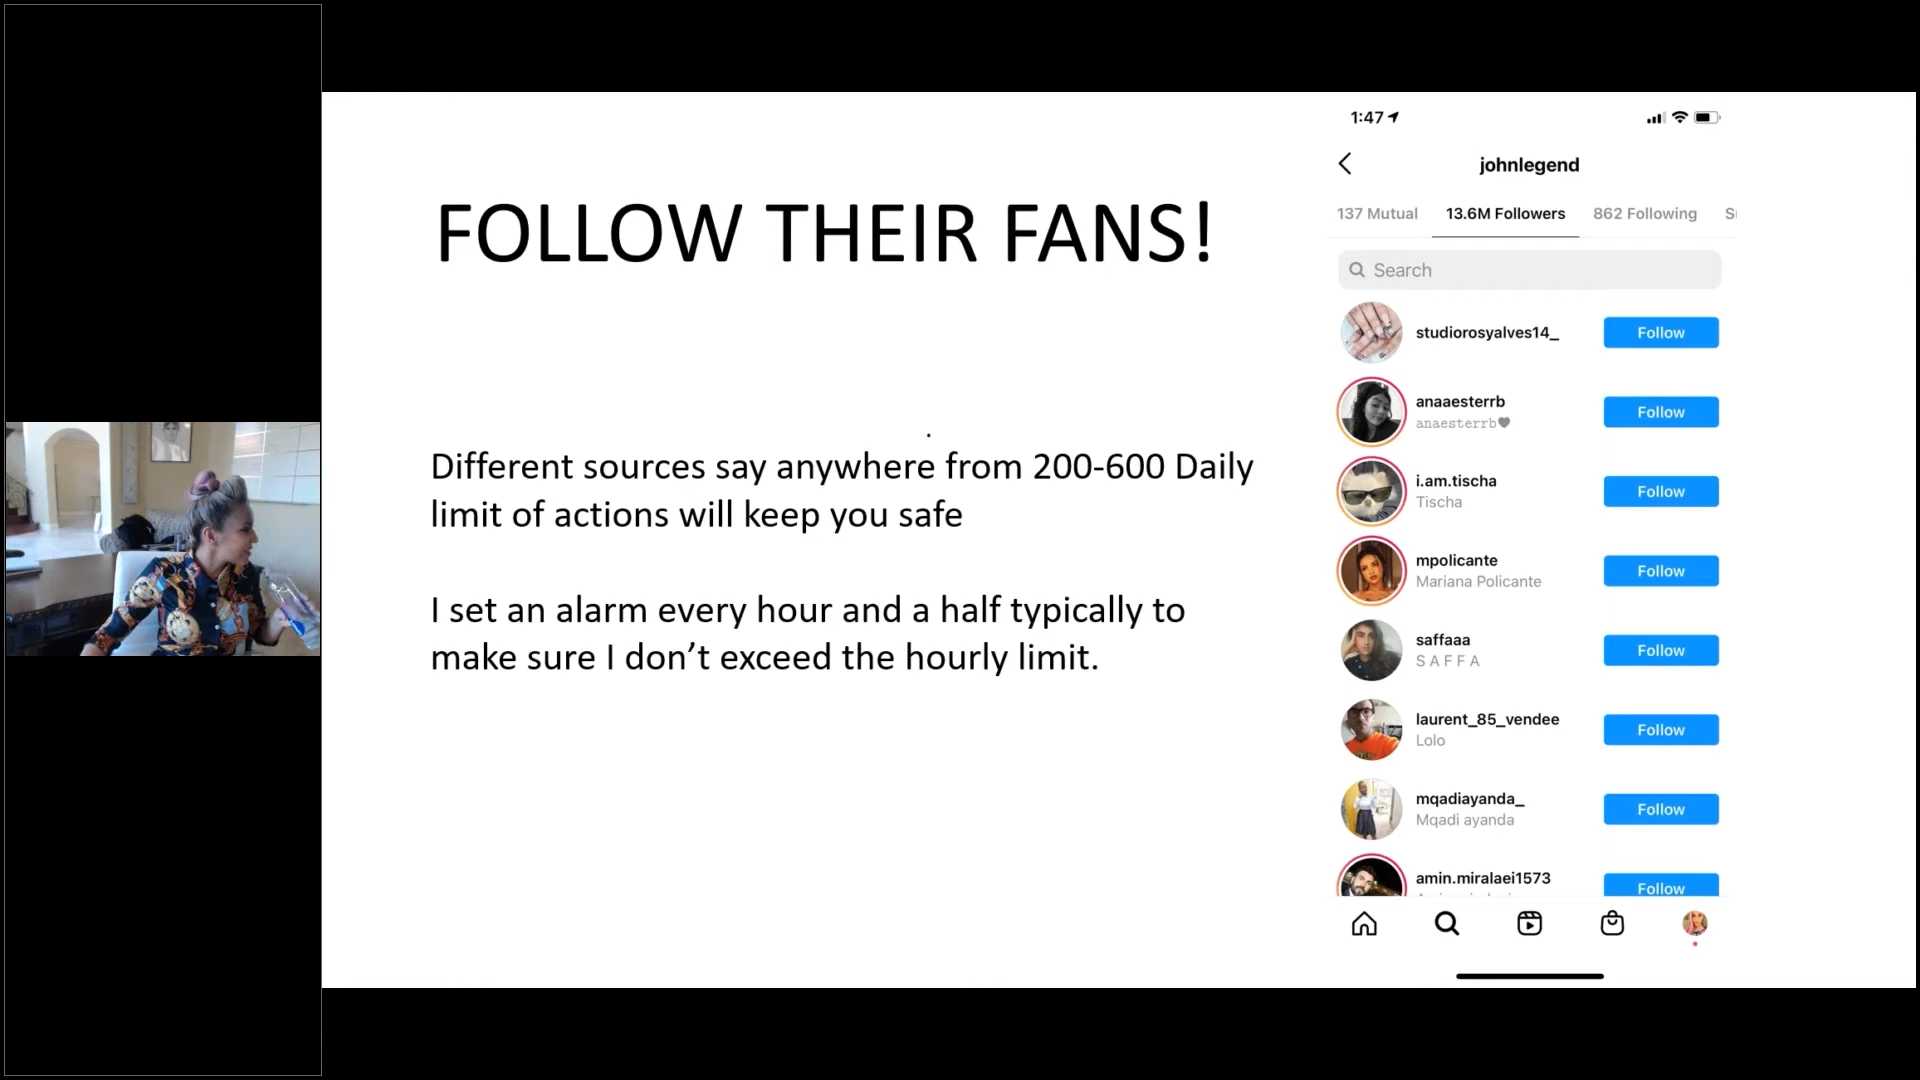 FOLLOW THEIR FANS!
Different sources say anywhere from 200-600 Daily
limit of actions will keep you safe
I set an alarm every hour and a half typically to
make sure I don’t exceed the hourly limit.
1:47
johnlegend
137 Mutual 13.6M Followers 862 Following
Search
studiorosyalves14_ Follow
anaaesterrb Follow
anaesterrb🖤
i.am.tischa Follow
Tischa
mpolicante Follow
Mariana Policante
saffaaa Follow
S A F F A
laurent_85_vendee Follow
Lolo
mqadiayanda_ Follow
Mqadi ayanda
amin.miralaei1573 Follow